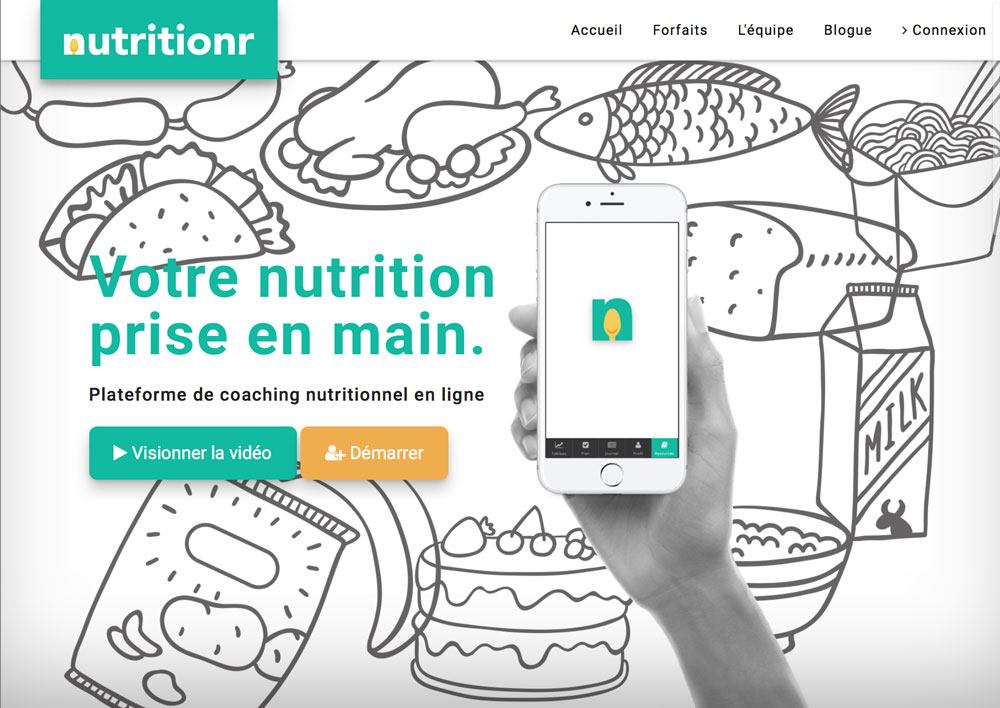 nutritionr
Accueil Forfaits L'équipe Blogue > Connexion
Votre nutrition
prise en main.
Plateforme de coaching nutritionnel en ligne
Visionner la vidéo Démarrer
n
Tableau Plan Journal Profil Ressources
MILK